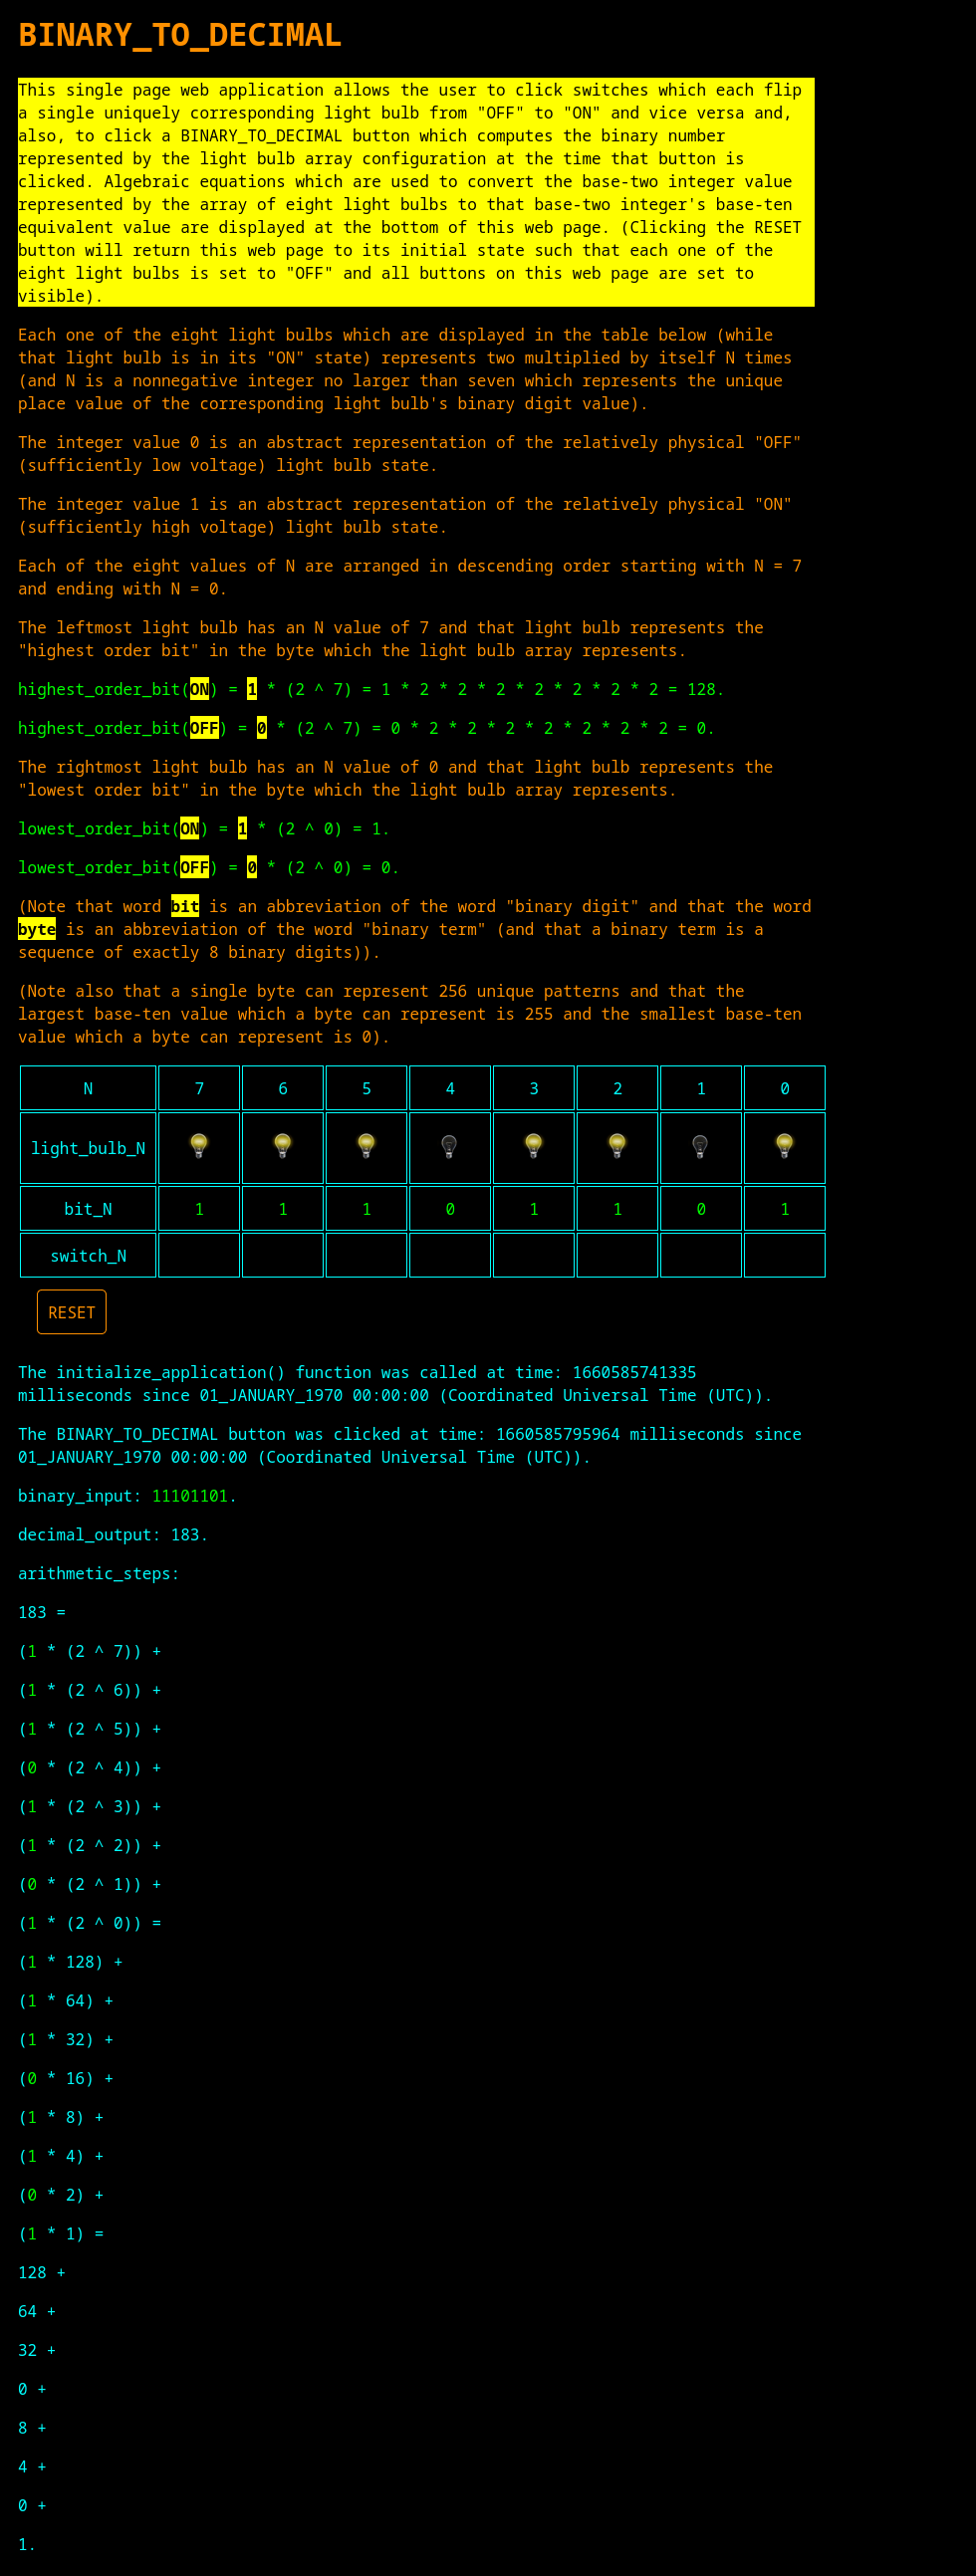 BINARY_TO_DECIMAL
This single page web application allows the user to click switches which each flip
a single uniquely corresponding light bulb from "OFF" to "ON" and vice versa and,
also, to click a BINARY_TO_DECIMAL button which computes the binary number
represented by the light bulb array configuration at the time that button is
clicked. Algebraic equations which are used to convert the base-two integer value
represented by the array of eight light bulbs to that base-two integer's base-ten
equivalent value are displayed at the bottom of this web page. (Clicking the RESET
button will return this web page to its initial state such that each one of the
eight light bulbs is set to "OFF" and all buttons on this web page are set to
visible).
Each one of the eight light bulbs which are displayed in the table below (while
that light bulb is in its "ON" state) represents two multiplied by itself N times
(and N is a nonnegative integer no larger than seven which represents the unique
place value of the corresponding light bulb's binary digit value).
The integer value 0 is an abstract representation of the relatively physical "OFF"
(sufficiently low voltage) light bulb state.
The integer value 1 is an abstract representation of the relatively physical "ON"
(sufficiently high voltage) light bulb state.
Each of the eight values of N are arranged in descending order starting with N = 7
and ending with N = 0.
The leftmost light bulb has an N value of 7 and that light bulb represents the
"highest order bit" in the byte which the light bulb array represents.
highest_order_bit(ON) = 1 * (2 ^ 7) = 1 * 2 * 2 * 2 * 2 * 2 * 2 * 2 = 128.
highest_order_bit(OFF) = 0 * (2 ^ 7) = 0 * 2 * 2 * 2 * 2 * 2 * 2 * 2 = 0.
The rightmost light bulb has an N value of 0 and that light bulb represents the
"lowest order bit" in the byte which the light bulb array represents.
lowest_order_bit(ON) = 1 * (2 ^ 0) = 1.
lowest_order_bit(OFF) = 0 * (2 ^ 0) = 0.
(Note that word bit is an abbreviation of the word "binary digit" and that the word
byte is an abbreviation of the word "binary term" (and that a binary term is a
sequence of exactly 8 binary digits)).
(Note also that a single byte can represent 256 unique patterns and that the
largest base-ten value which a byte can represent is 255 and the smallest base-ten
value which a byte can represent is 0).
N 7 6 5 4 3 2 1 0
light_bulb_N
bit_N 1 1 1 0 1 1 0 1
switch_N
RESET
The initialize_application() function was called at time: 1660585741335
milliseconds since 01_JANUARY_1970 00:00:00 (Coordinated Universal Time (UTC)).
The BINARY_TO_DECIMAL button was clicked at time: 1660585795964 milliseconds since
01_JANUARY_1970 00:00:00 (Coordinated Universal Time (UTC)).
binary_input: 11101101.
decimal_output: 183.
arithmetic_steps:
183 =
(1 * (2 ^ 7)) +
(1 * (2 ^ 6)) +
(1 * (2 ^ 5)) +
(0 * (2 ^ 4)) +
(1 * (2 ^ 3)) +
(1 * (2 ^ 2)) +
(0 * (2 ^ 1)) +
(1 * (2 ^ 0)) =
(1 * 128) +
(1 * 64) +
(1 * 32) +
(0 * 16) +
(1 * 8) +
(1 * 4) +
(0 * 2) +
(1 * 1) =
128 +
64 +
32 +
0 +
8 +
4 +
0 +
1.